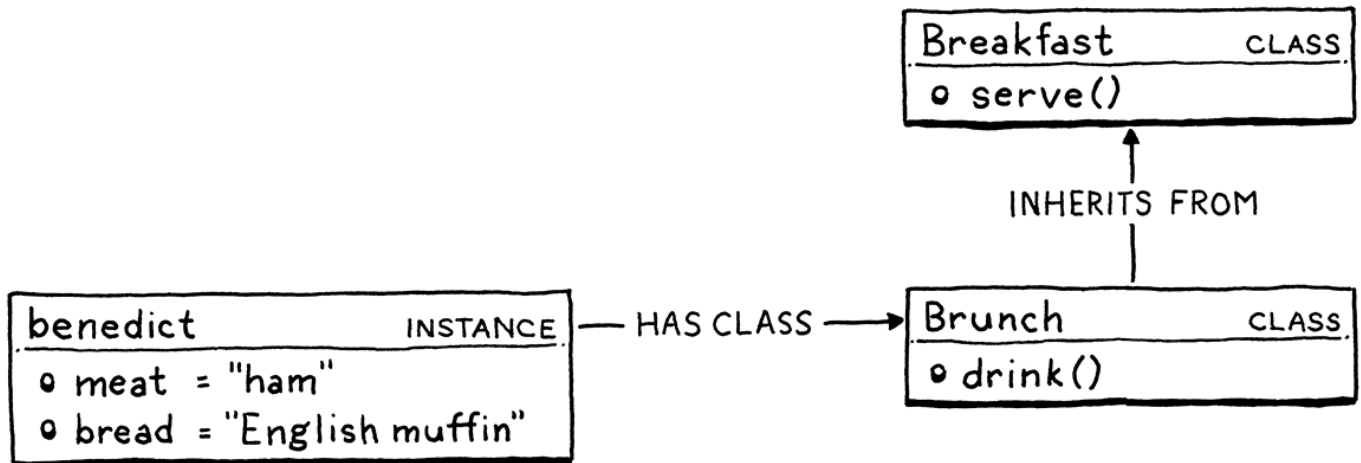 Breakfast CLASS
serve()
INHERITS FROM
benedict INSTANCE
meat = "ham"
bread = "English muffin"
HAS CLASS
Brunch CLASS
drink()